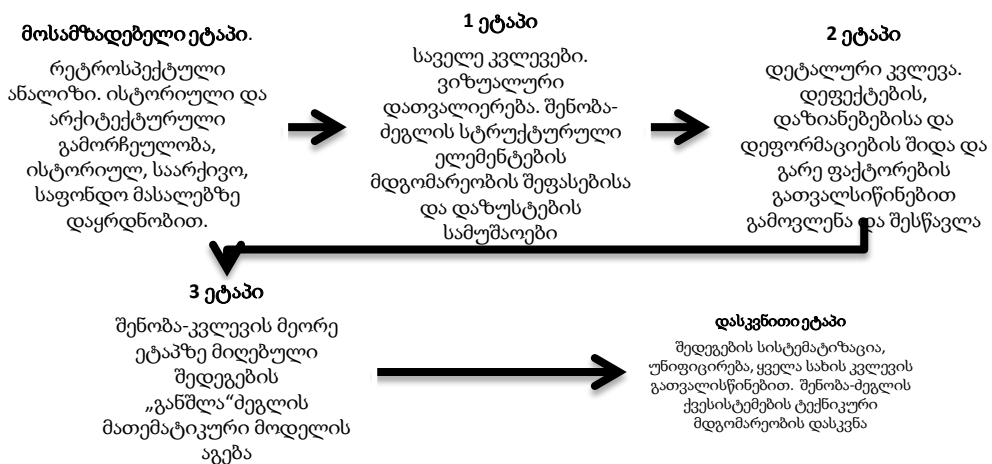 მოსამზადებელი ეტაპი.
რეტროსპექტული
ანალიზი. ისტორიული და
არქიტექტურული
გამორჩეულობა,
ისტორიულ, საარქივო,
საფონდო მასალებზე
დაყრდნობით.
1 ეტაპი
საველე კვლევები.
ვიზუალური
დათვალიერება. შენობა-
ძეგლის სტრუქტურული
ელემენტების
მდგომარეობის შეფასებისა
და დაზუსტების
სამუშაოები
2 ეტაპი
დეტალური კვლევა.
დეფექტების,
დაზიანებებისა და
დეფორმაციების შიდა და
გარე ფაქტორების
გათვალსიწინებით
გამოვლენა და შესწავლა
3 ეტაპი
შენობა-კვლევის მეორე
ეტაპზე მიღებული
შედეგების
„განშლა“ძეგლის
მათემატიკური მოდელის
აგება
დასკვნითი ეტაპი
შედეგების სისტემატიზაცია,
უნიფიცირება, ყველა სახის კვლევის
გათვალისწინებით. შენობა-ძეგლის
ქვესისტემების ტექნიკური
მდგომარეობის დასკვნა